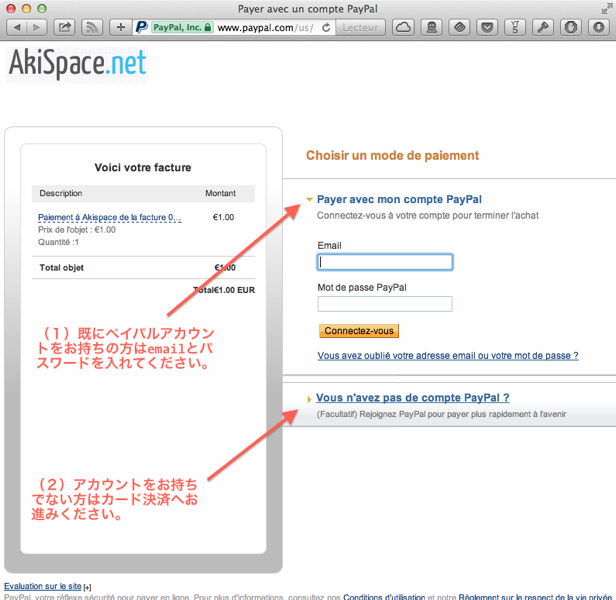 Payer avec un compte PayPal
PayPal, Inc. www.paypal.com/us/ Lecteur
YT
5
AkiSpace.net
Choisir un mode de paiement
Voici votre facture
Description Montant
Paiement à Akispace de la facture 0... €1.00
Prix de l'objet : €1.00
Quantité :1
Total objet €1.00
Total€1.00 EUR
Payer avec mon compte PayPal
Connectez-vous à votre compte pour terminer l'achat
Email
Mot de passe PayPal
Connectez-vous
Vous avez oublié votre adresse email ou votre mot de passe ?
（１）既にペイパルアカウン
トをお持ちの方はemailとパ
スワードを入れてください。
Vous n'avez pas de compte PayPal ?
(Facultatif) Rejoignez PayPal pour payer plus rapidement à l'avenir
（２）アカウントをお持ち
でない方はカード決済へお
進みください。
Evaluation sur le site [+]
PayPal, votre réflexe sécurité pour payer en ligne. Pour plus d'informations, consultez nos Conditions d'utilisation et notre Règlement sur le respect de la vie privée